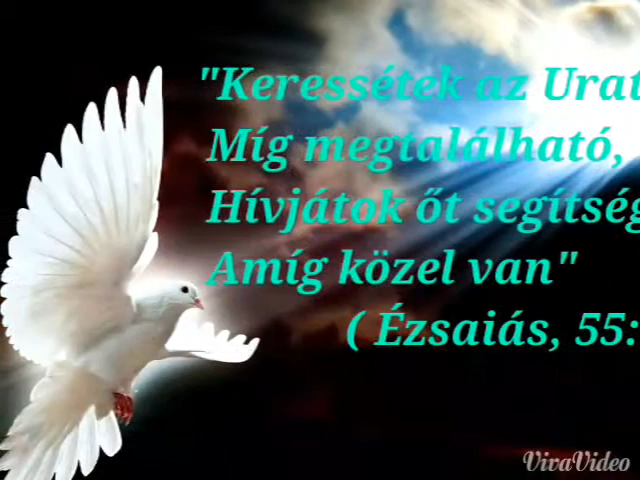 "Keressétek az Urat
Míg megtalálható,
Hívjátok őt segítség
Amíg közel van"
( Ézsaiás, 55:
VivaVideo